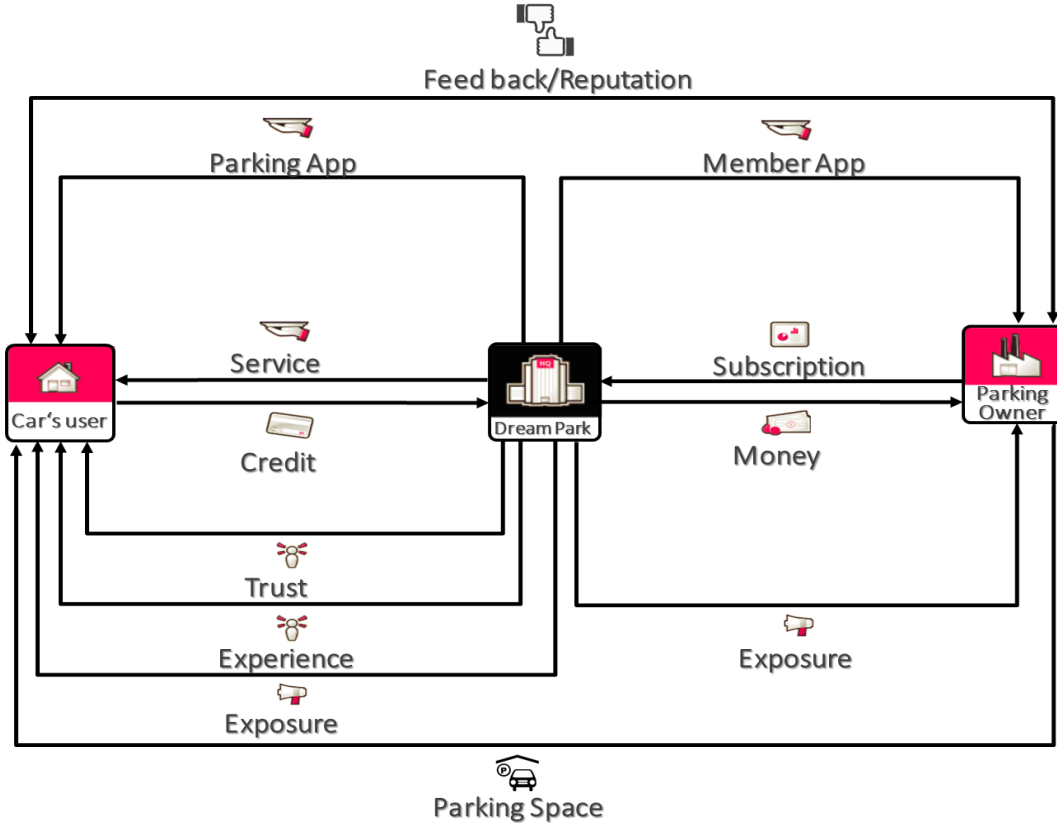 Feed back/Reputation
Parking App
Member App
Service
Subscription
HQ
Car's user
Dream Park
Parking
Owner
Credit
Money
Trust
Experience
Exposure
Exposure
P
Parking Space